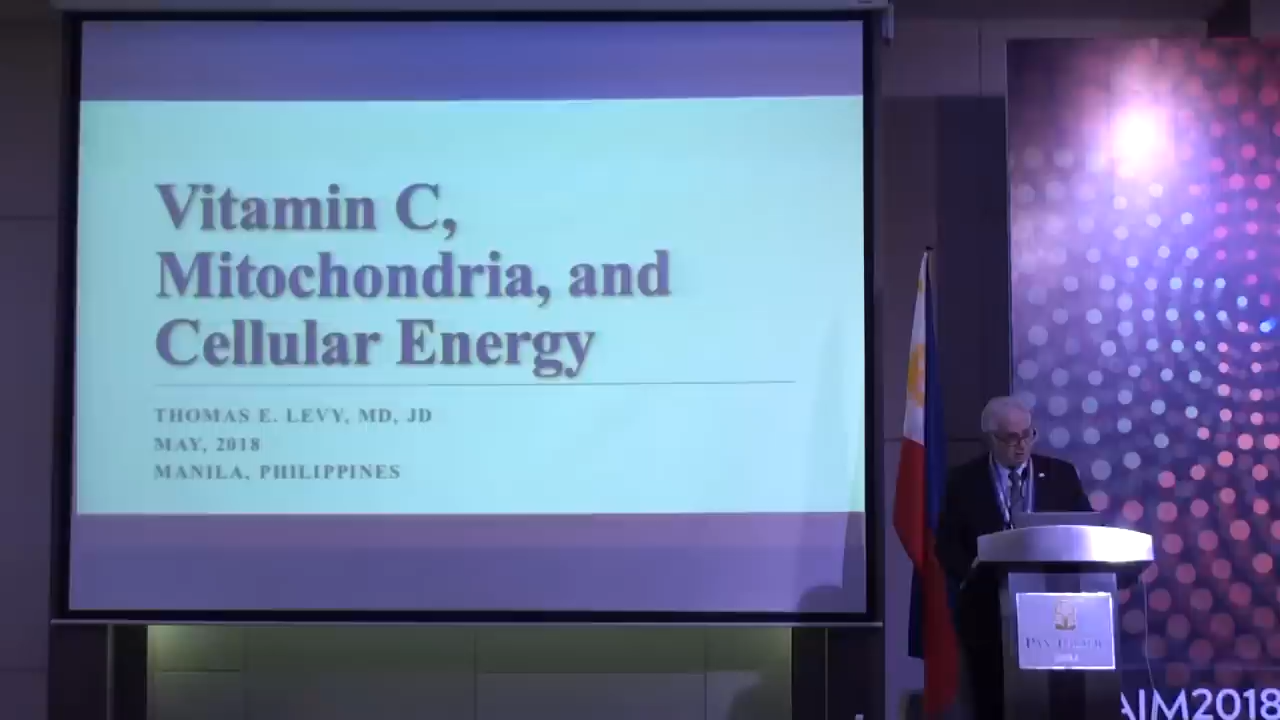 Vitamin C,
Mitochondria, and
Cellular Energy
THOMAS E. LEVY, MD, JD
MAY, 2018
MANILA, PHILIPPINES
AIM2018